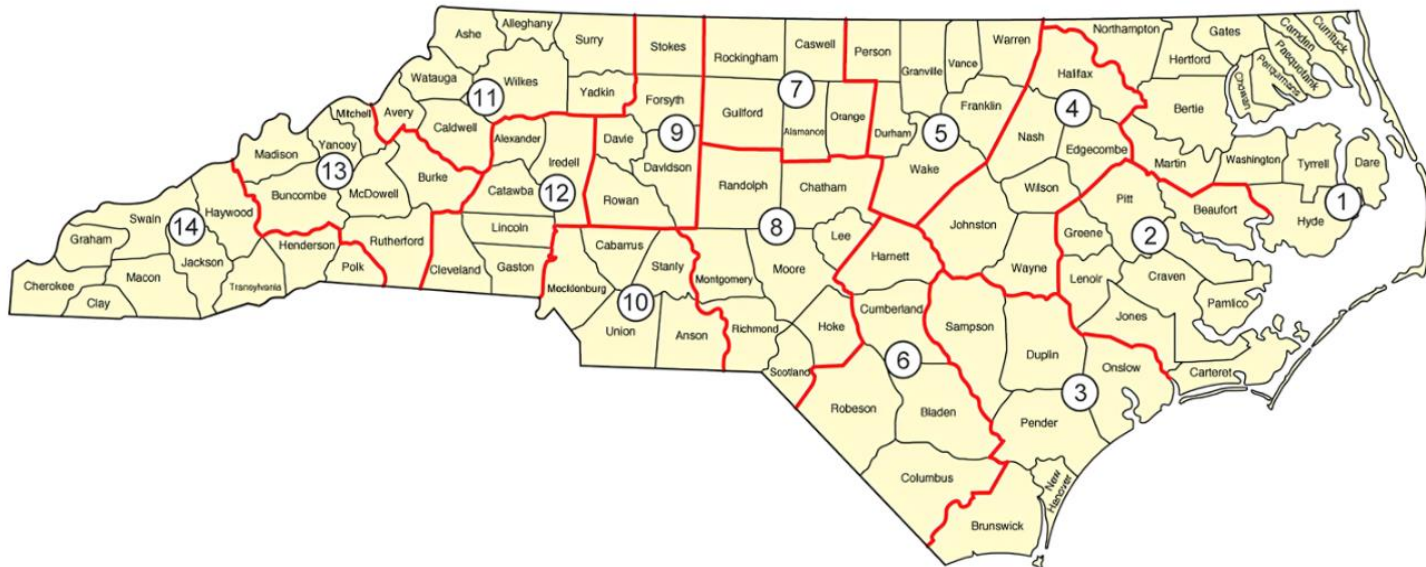 Alleghany
Ashe
Surry
Stokes
Rockingham
Caswell
Person
Granville
Vance
Warren
Northampton
Gates
Camden
Currituck
Pasquotank
Perquimans
Chowan
Hertford
Halifax
Bertie
Watauga
Wilkes
Yadkin
Forsyth
Guilford
Alamance
Orange
Durham
Franklin
Nash
Edgecombe
Martin
Washington
Tyrrell
Dare
Mitchell
Avery
Caldwell
Alexander
Iredell
Davie
Davidson
Wake
Wilson
Pitt
Beaufort
Hyde
Madison
Yancey
Buncombe
McDowell
Burke
Catawba
Rowan
Randolph
Chatham
Lee
Johnston
Greene
Wayne
Lenoir
Craven
Pamlico
Jones
Swain
Haywood
Graham
Jackson
Henderson
Rutherford
Polk
Cleveland
Lincoln
Gaston
Cabarrus
Stanly
Montgomery
Moore
Harnett
Cherokee
Macon
Clay
Transylvania
Mecklenburg
Union
Anson
Richmond
Hoke
Scotland
Cumberland
Sampson
Duplin
Onslow
Carteret
Robeson
Bladen
Pender
Columbus
New
Hanover
Brunswick
1
2
3
4
5
6
7
8
9
10
11
12
13
14